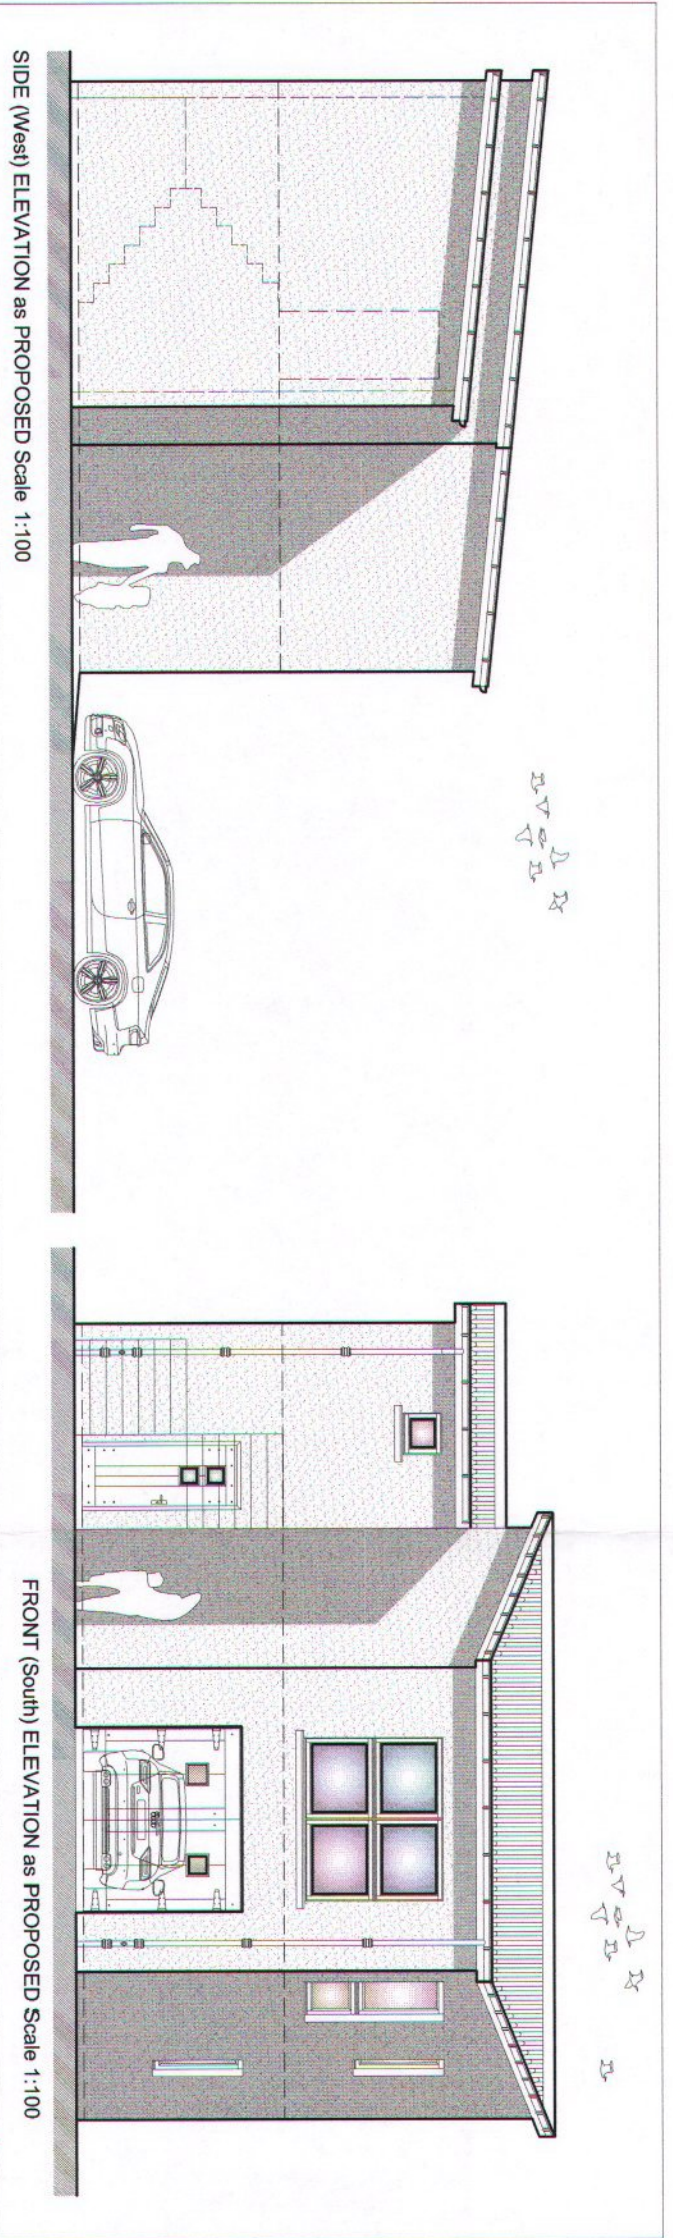 SIDE (West) ELEVATION as PROPOSED Scale 1:100
FRONT (South) ELEVATION as PROPOSED Scale 1:100